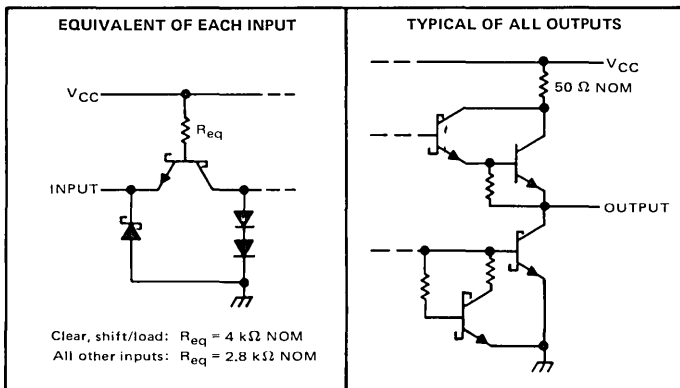 EQUIVALENT OF EACH INPUT
VCC
Req
INPUT
Clear, shift/load: Req = 4 kΩ NOM
All other inputs: Req = 2.8 kΩ NOM
TYPICAL OF ALL OUTPUTS
VCC
50 Ω NOM
OUTPUT